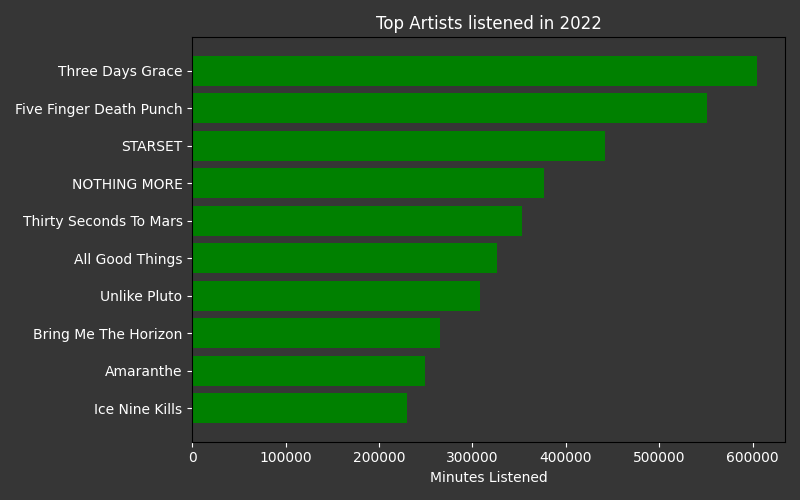 Top Artists listened in 2022
Three Days Grace
Five Finger Death Punch
STARSET
NOTHING MORE
Thirty Seconds To Mars
All Good Things
Unlike Pluto
Bring Me The Horizon
Amaranthe
Ice Nine Kills
0 100000 200000 300000 400000 500000 600000
Minutes Listened